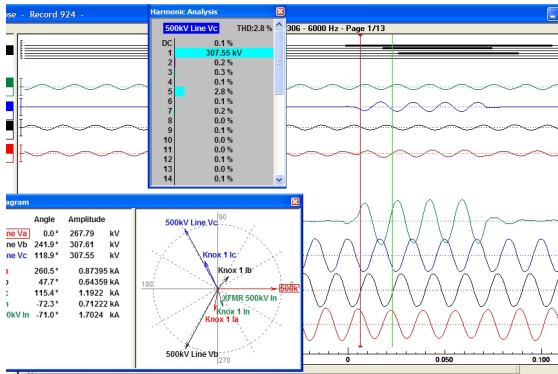 se - Record 924 -
Harmonic Analysis
500kV Line Vc THD:2.8 %
306 - 6000 Hz - Page 1/13
DC 0.1 %
1 307.55 kV
2 0.2 %
3 0.3 %
4 0.1 %
5 2.8 %
6 0.1 %
7 0.2 %
8 0.0 %
9 0.1 %
10 0.0 %
11 0.0 %
12 0.1 %
13 0.0 %
14 0.1 %
agram
Angle Amplitude
ne Va 0.0° 267.79 kV
ne Vb 241.9° 307.61 kV
ne Vc 118.9° 307.55 kV
260.5° 0.87395 kA
47.7° 0.64359 kA
115.4° 1.1922 kA
-72.3° 0.71222 kA
0kV In -71.0° 1.7024 kA
90
500kV Line Vc
Knox 1 Ic
Knox 1 Ib
180
500k
XFMR 500kV In
Knox 1 In
Knox 1 Ia
500kV Line Vb
270
0 0.050 0.100